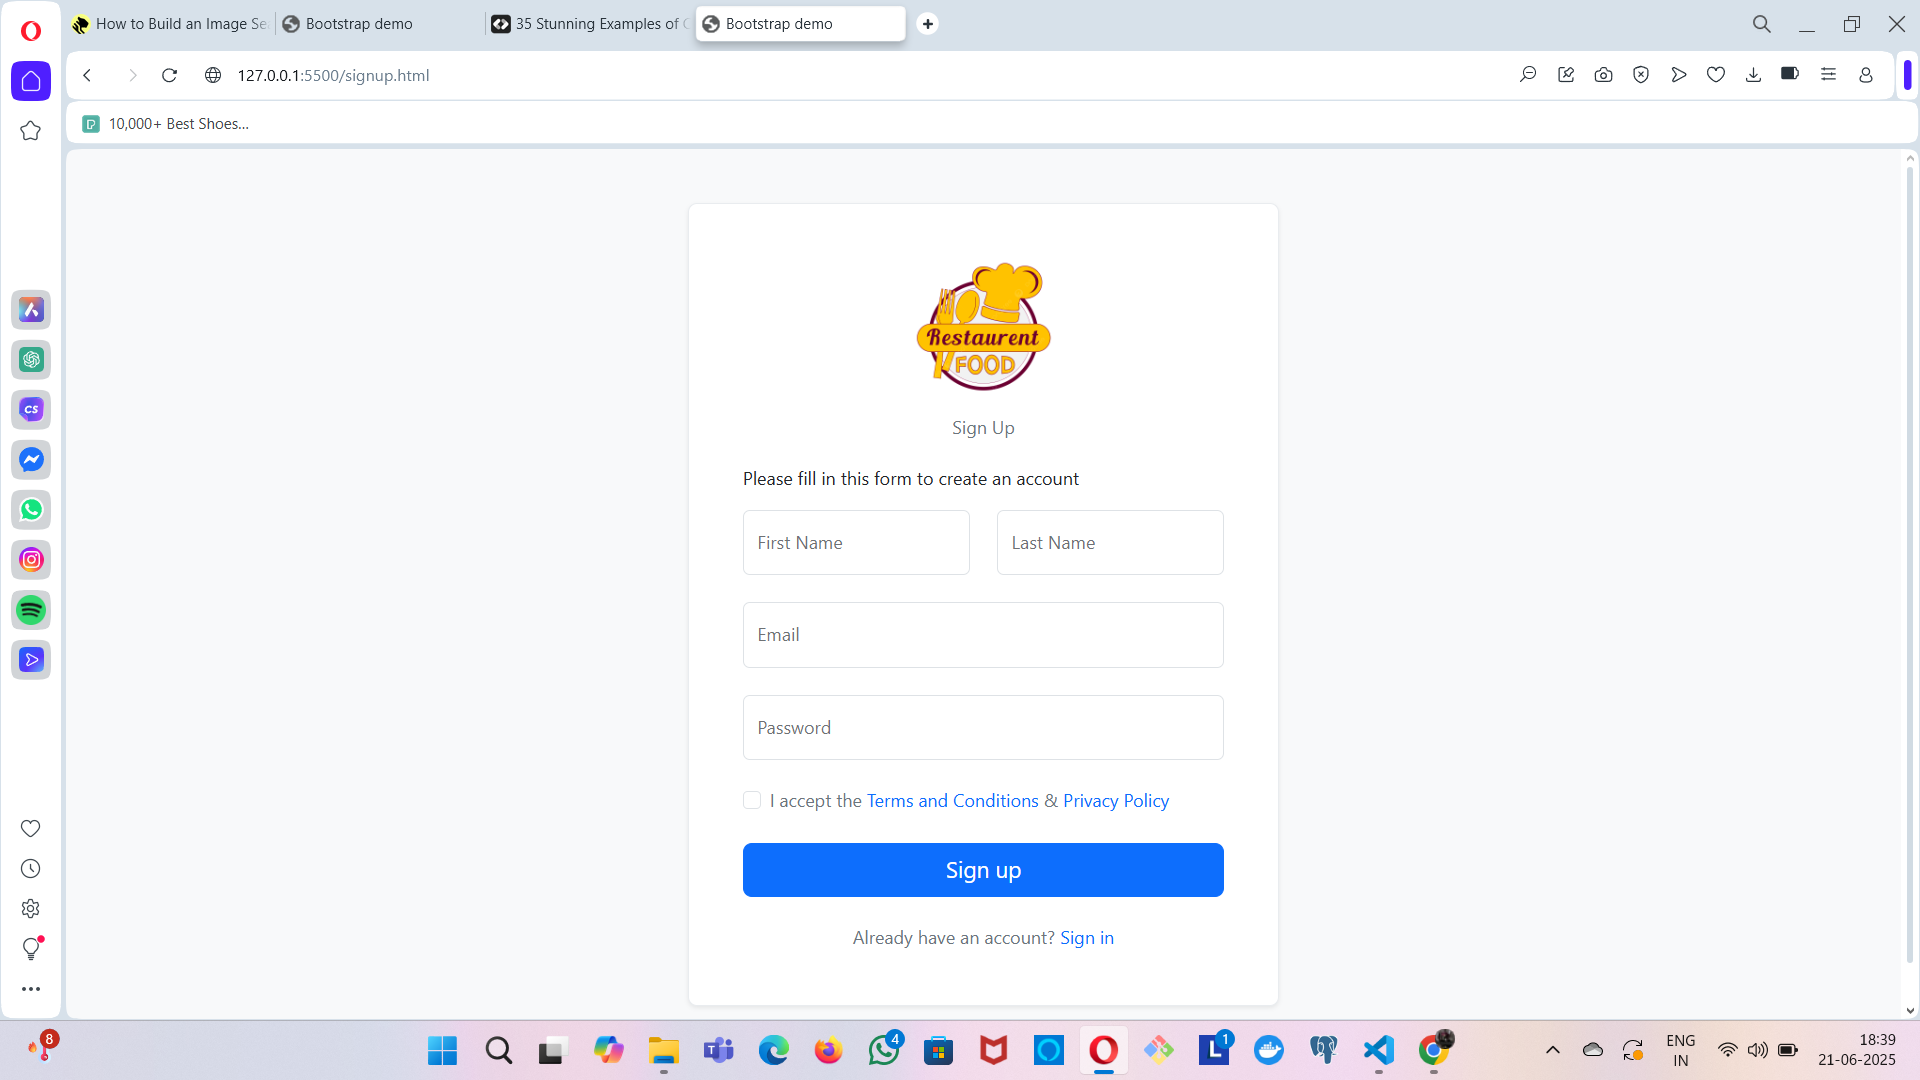 How to Build an Image Se
Bootstrap demo
35 Stunning Examples of C
Bootstrap demo
127.0.0.1:5500/signup.html
10,000+ Best Shoes...
Restaurent
FOOD
Sign Up
Please fill in this form to create an account
First Name
Last Name
Email
Password
I accept the Terms and Conditions & Privacy Policy
Sign up
Already have an account? Sign in
CS
8
4
1
ENG
IN
18:39
21-06-2025